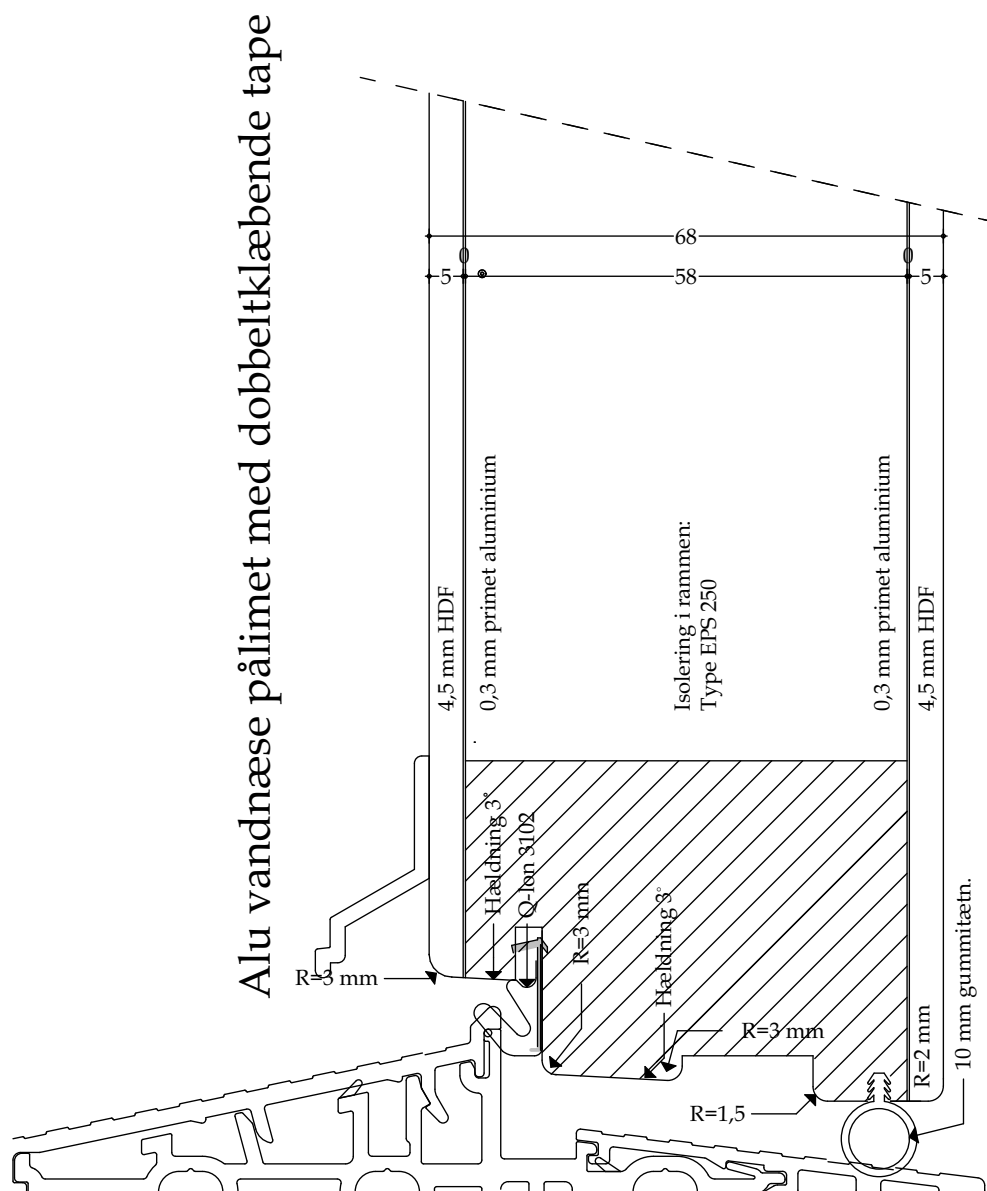 Alu vandnæse pålimet med dobbeltklæbende tape
68
5
58
5
4,5 mm HDF
0,3 mm primet aluminium
Isolering i rammen:
Type EPS 250
0,3 mm primet aluminium
4,5 mm HDF
Hældning 3°
Q-lon 3102
R=3 mm
R=3 mm
Hældning 3°
R=3 mm
R=1,5
R=2 mm
10 mm gummitætn.